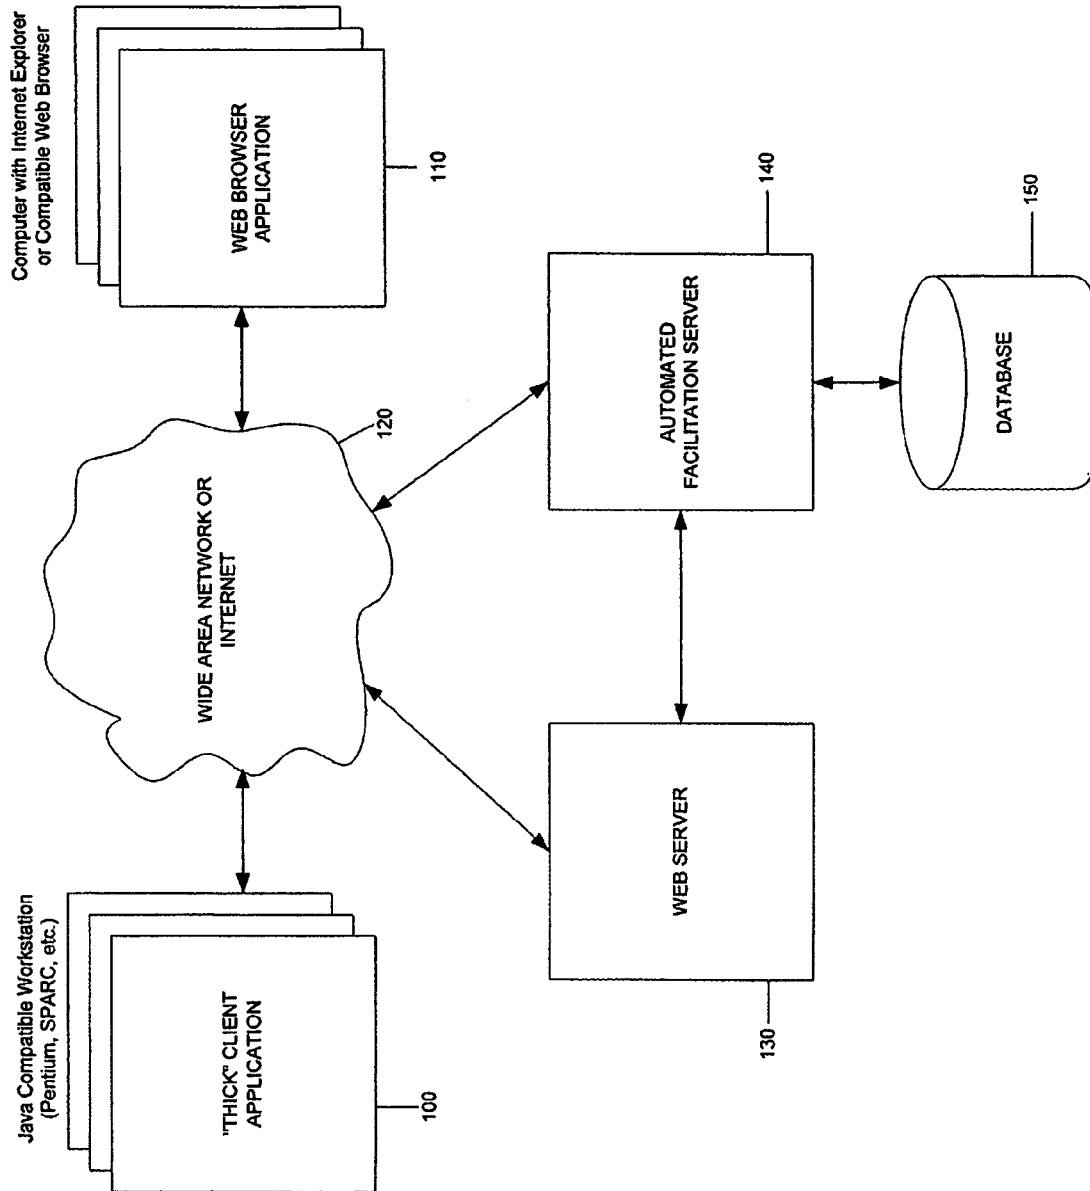 Java Compatible Workstation
(Pentium, SPARC, etc.)
"THICK" CLIENT
APPLICATION
100
WIDE AREA NETWORK OR
INTERNET
120
Computer with Internet Explorer
or Compatible Web Browser
WEB BROWSER
APPLICATION
110
WEB SERVER
130
AUTOMATED
FACILITATION SERVER
140
DATABASE
150